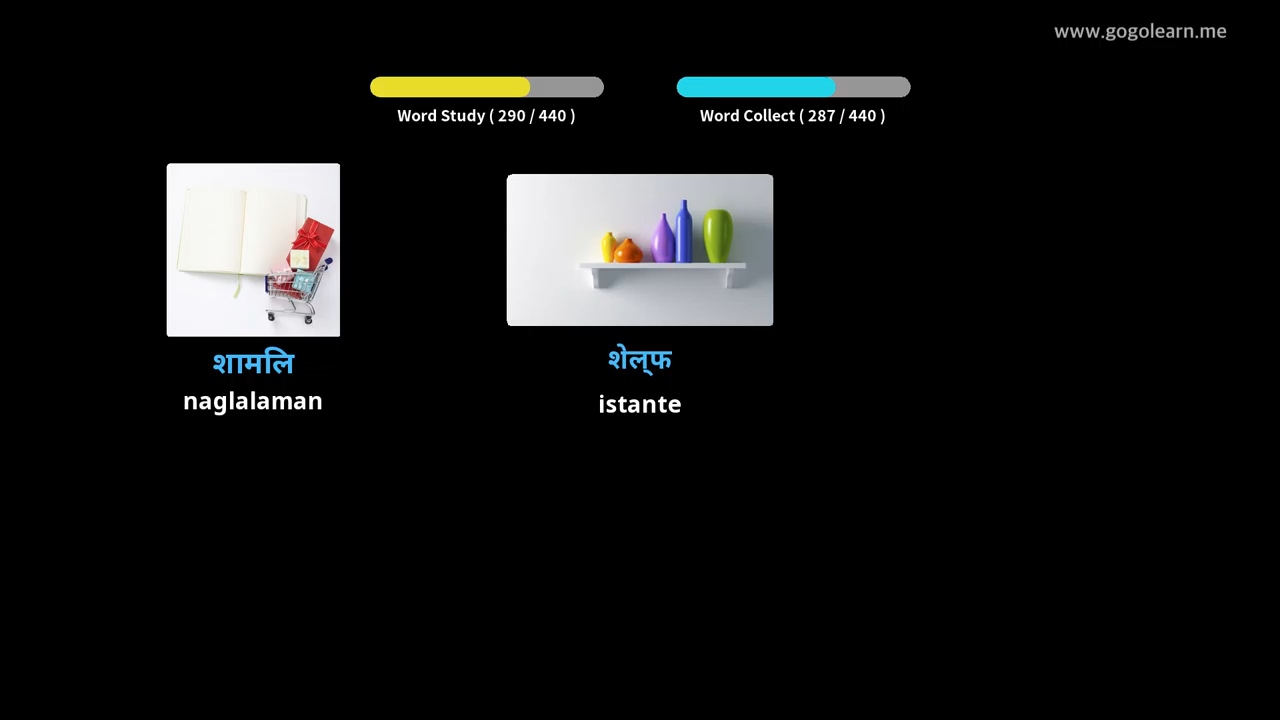 www.gogolearn.me
Word Study ( 290 / 440 )
Word Collect ( 287 / 440 )
शामलि
naglalaman
शेल्फ
istante